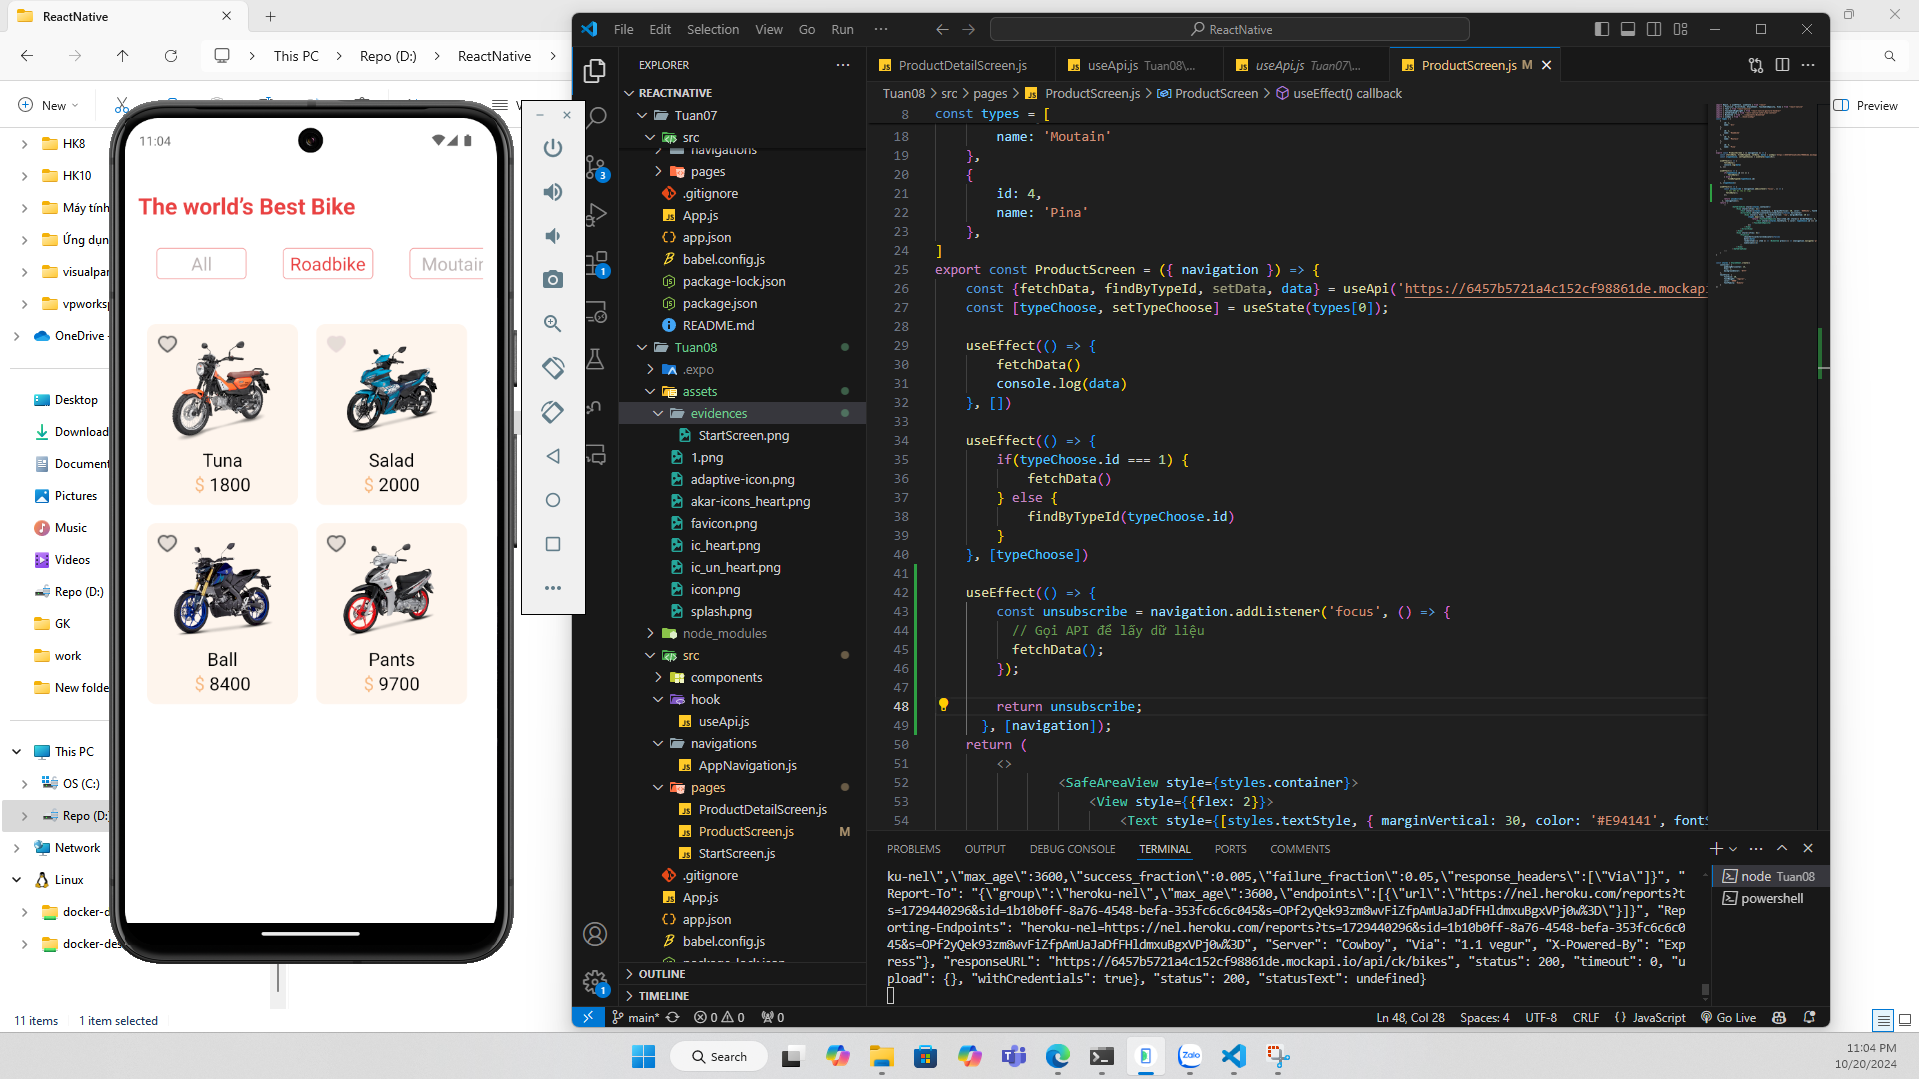 ReactNative
This PC
Repo (D:)
ReactNative
New
Preview
HK8
HK10
Máy tính
Ứng dụn
visualpar
vpworksp
OneDrive -
Desktop
Download
Document
Pictures
Music
Videos
Repo (D:)
GK
work
New folde
This PC
OS (C:)
Repo (D:)
Network
Linux
docker-d
docker-de
11 items
1 item selected
11:04
The world's Best Bike
All
Roadbike
Moutain
Tuna
$ 1800
Salad
$ 2000
Ball
$ 8400
Pants
$ 9700
File Edit Selection View Go Run ···
ReactNative
EXPLORER
REACTNATIVE
Tuan07
src
navigations
pages
.gitignore
App.js
app.json
babel.config.js
package-lock.json
package.json
README.md
Tuan08
.expo
assets
evidences
StartScreen.png
1.png
adaptive-icon.png
akar-icons_heart.png
favicon.png
ic_heart.png
ic_un_heart.png
icon.png
splash.png
node_modules
src
components
hook
useApi.js
navigations
AppNavigation.js
pages
ProductDetailScreen.js
ProductScreen.js M
StartScreen.js
.gitignore
App.js
app.json
babel.config.js
package-lock.json
OUTLINE
TIMELINE
3
1
1
ProductDetailScreen.js
useApi.js Tuan08\...
useApi.js Tuan07\...
ProductScreen.js M
Tuan08 > src > pages > ProductScreen.js > ProductScreen > useEffect() callback
8 const types = [
18 name: 'Moutain'
19 },
20 {
21 id: 4,
22 name: 'Pina'
23 },
24 ]
25 export const ProductScreen = ({ navigation }) => {
26 const {fetchData, findByTypeId, setData, data} = useApi('https://6457b5721a4c152cf98861de.mockapi
27 const [typeChoose, setTypeChoose] = useState(types[0]);
28
29 useEffect(() => {
30 fetchData()
31 console.log(data)
32 }, [])
33
34 useEffect(() => {
35 if(typeChoose.id === 1) {
36 fetchData()
37 } else {
38 findByTypeId(typeChoose.id)
39 }
40 }, [typeChoose])
41
42 useEffect(() => {
43 const unsubscribe = navigation.addListener('focus', () => {
44 // Gọi API để lấy dữ liệu
45 fetchData();
46 });
47
48 return unsubscribe;
49 }, [navigation]);
50 return (
51 <>
52 <SafeAreaView style={styles.container}>
53 <View style={{flex: 2}}>
54 <Text style={[styles.textStyle, { marginVertical: 30, color: '#E94141', fontS
PROBLEMS OUTPUT DEBUG CONSOLE TERMINAL PORTS COMMENTS
ku-nel\",\"max_age\":3600,\"success_fraction\":0.005,\"failure_fraction\":0.05,\"response_headers\":[\"Via\"]}", "
Report-To": "{\"group\":\"heroku-nel\",\"max_age\":3600,\"endpoints\":[{\"url\":\"https://nel.heroku.com/reports?t
s=1729440296&sid=1b10b0ff-8a76-4548-befa-353fc6c6c045&s=OPf2yQek93zm8wvFiZfpAmUaJaDfFHldmxuBgxVPj0w%3D\"}]}", "Rep
orting-Endpoints": "heroku-nel=https://nel.heroku.com/reports?ts=1729440296&sid=1b10b0ff-8a76-4548-befa-353fc6c6c0
45&s=OPf2yQek93zm8wvFiZfpAmUaJaDfFHldmxuBgxVPj0w%3D", "Server": "Cowboy", "Via": "1.1 vegur", "X-Powered-By": "Exp
ress"}, "responseURL": "https://6457b5721a4c152cf98861de.mockapi.io/api/ck/bikes", "status": 200, "timeout": 0, "u
pload": {}, "withCredentials": true}, "status": 200, "statusText": undefined}
node Tuan08
powershell
main* 0 0 0
Ln 48, Col 28 Spaces: 4 UTF-8 CRLF {} JavaScript Go Live
Search
Zalo
11:04 PM
10/20/2024